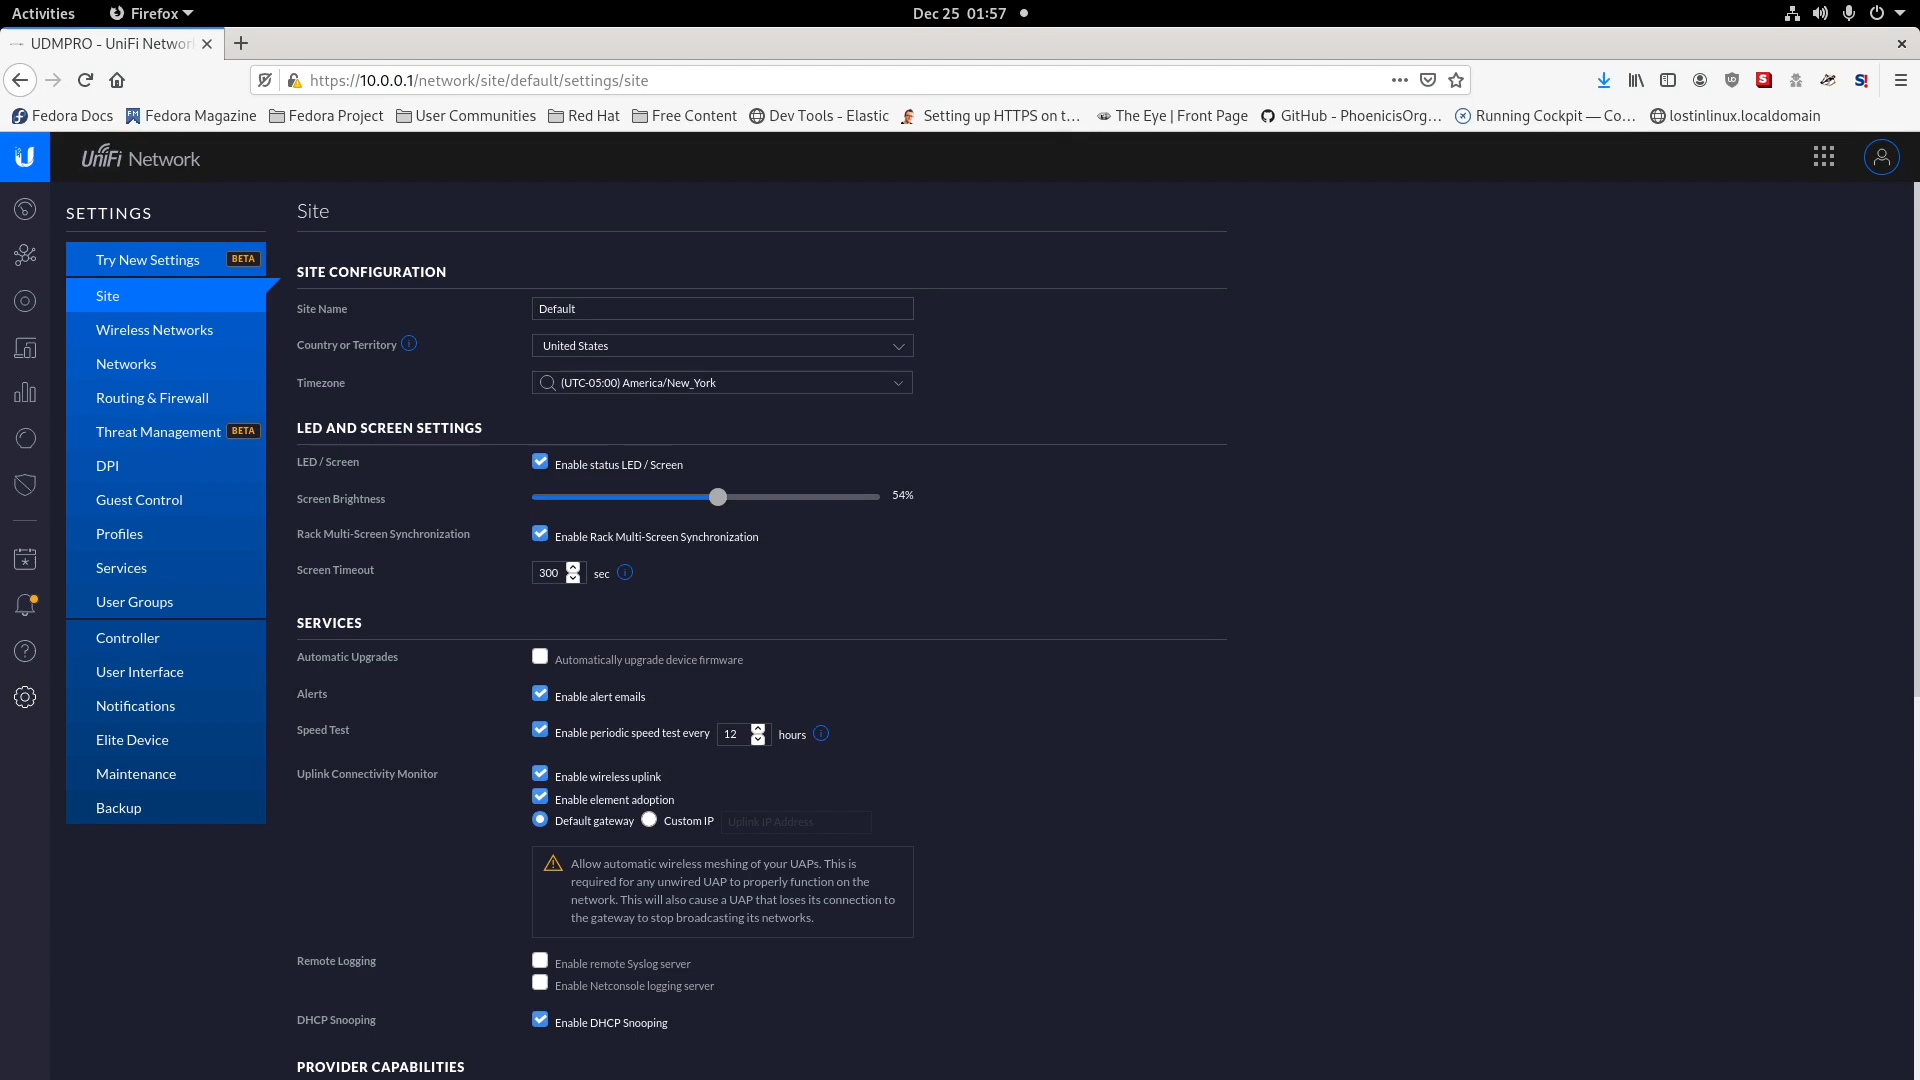 Activities
Firefox
Dec 25 01:57
UDMPRO - UniFi Networ
https://10.0.0.1/network/site/default/settings/site
Fedora Docs
Fedora Magazine
Fedora Project
User Communities
Red Hat
Free Content
Dev Tools - Elastic
Setting up HTTPS on t...
The Eye | Front Page
GitHub - PhoenicisOrg...
Running Cockpit — Co...
lostinlinux.localdomain
UniFi Network
SETTINGS
Try New Settings BETA
Site
Wireless Networks
Networks
Routing & Firewall
Threat Management BETA
DPI
Guest Control
Profiles
Services
User Groups
Controller
User Interface
Notifications
Elite Device
Maintenance
Backup
Site
SITE CONFIGURATION
Site Name Default
Country or Territory United States
Timezone (UTC-05:00) America/New_York
LED AND SCREEN SETTINGS
LED / Screen Enable status LED / Screen
Screen Brightness 54%
Rack Multi-Screen Synchronization Enable Rack Multi-Screen Synchronization
Screen Timeout 300 sec
SERVICES
Automatic Upgrades Automatically upgrade device firmware
Alerts Enable alert emails
Speed Test Enable periodic speed test every 12 hours
Uplink Connectivity Monitor Enable wireless uplink
Enable element adoption
Default gateway Custom IP Uplink IP Address
Allow automatic wireless meshing of your UAPs. This is
required for any unwired UAP to properly function on the
network. This will also cause a UAP that loses its connection to
the gateway to stop broadcasting its networks.
Remote Logging Enable remote Syslog server
Enable Netconsole logging server
DHCP Snooping Enable DHCP Snooping
PROVIDER CAPABILITIES